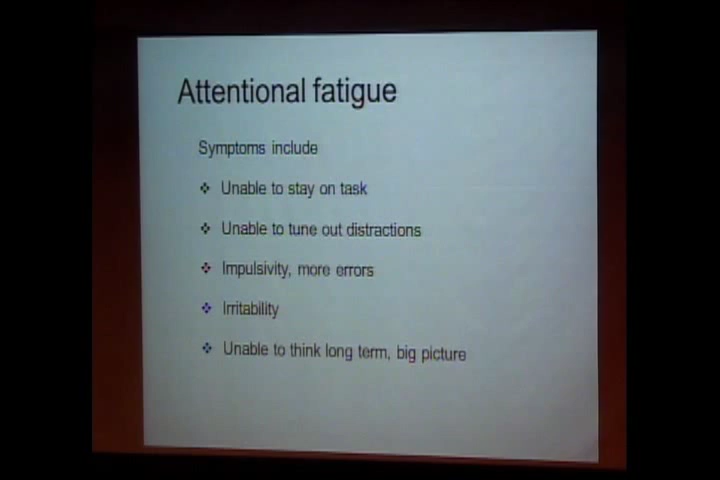 Attentional fatigue
Symptoms include
❖ Unable to stay on task
❖ Unable to tune out distractions
❖ Impulsivity, more errors
❖ Irritability
❖ Unable to think long term, big picture